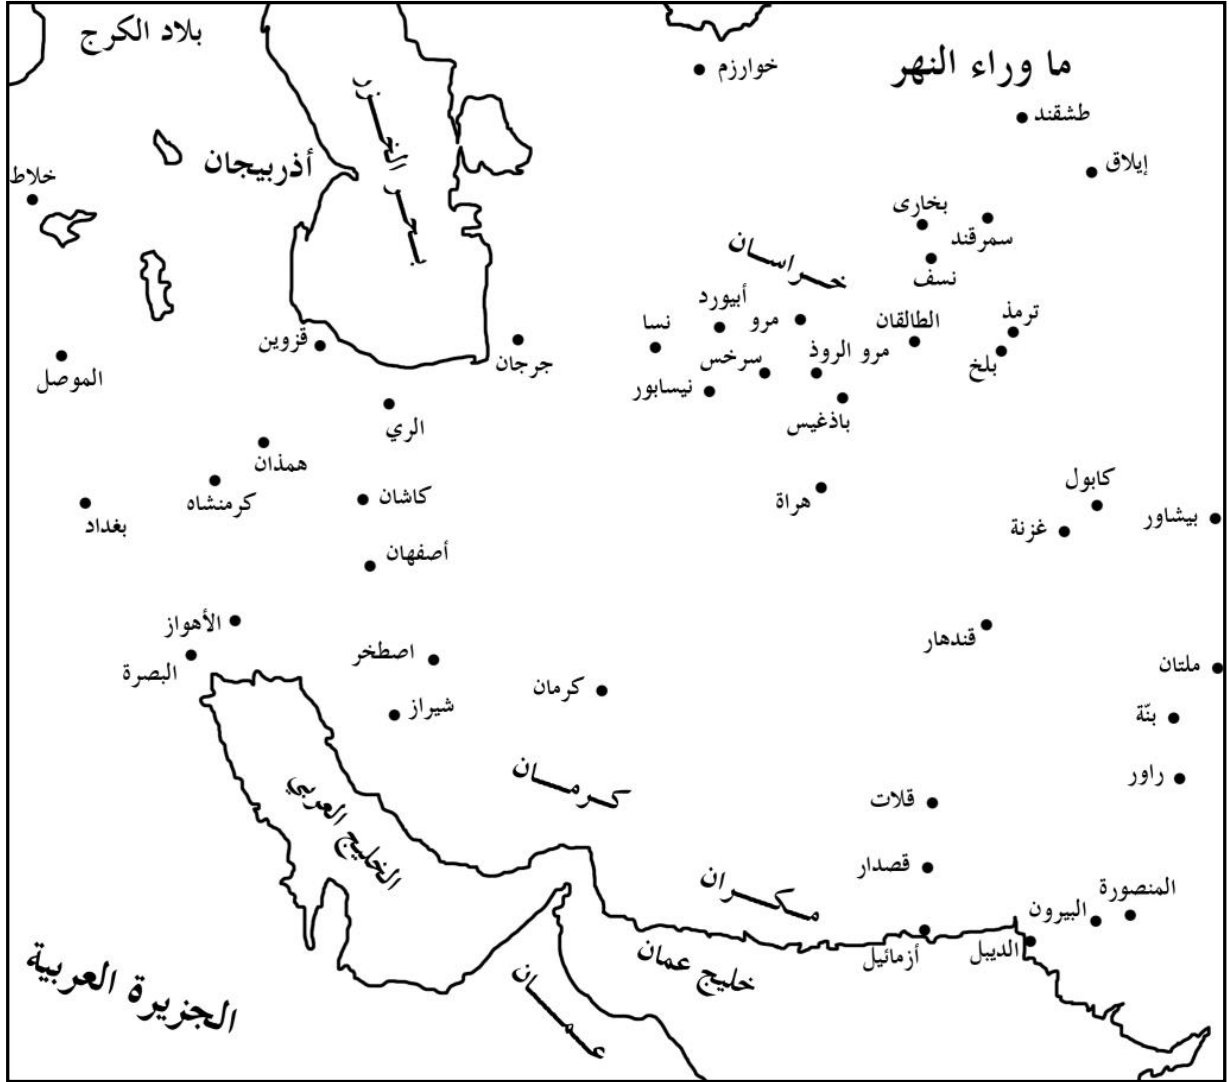 بلاد الكرج
ما وراء النهر
خوارزم
طشقند
إيلاق
خلاط
أذربيجان
بحر الخزر
بخارى
سمرقند
نسف
خراسان
أبيورد
مرو
نسا
الطالقان
ترمذ
قزوين
جرجان
سرخس
مرو الروذ
بلخ
الموصل
نيسابور
باذغيس
الري
همذان
كرمنشاه
كاشان
هراة
كابول
بيشاور
غزنة
بغداد
أصفهان
الأهواز
اصطخر
البصرة
قندهار
ملتان
كرمان
شيراز
بنّة
كرمان
راور
قلات
الخليج العربي
قصدار
مكران
المنصورة
البيرون
الديبل
أزمائيل
خليج عمان
عمان
الجزيرة العربية